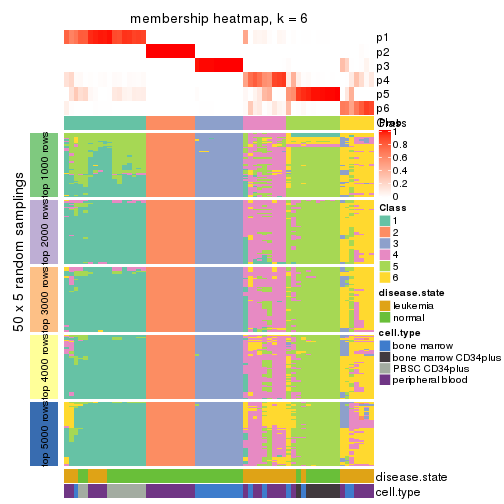 membership heatmap, k = 6
p1
p2
p3
p4
p5
p6
Class
Prob
1
0.8
0.6
0.4
0.2
0
Class
1
2
3
4
5
6
disease.state
leukemia
normal
cell.type
bone marrow
bone marrow CD34plus
PBSC CD34plus
peripheral blood
50 x 5 random samplings
top 1000 rows
top 2000 rows
top 3000 rows
top 4000 rows
top 5000 rows
disease.state
cell.type